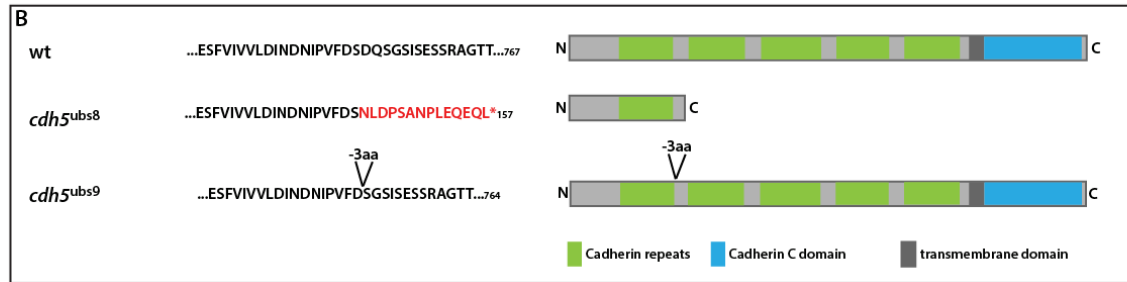 B
wt ...ESFVIVVLDINDNIPVFDSDQSGSISESSRAGTT...767 N C
cdh5ubs8 ...ESFVIVVLDINDNIPVFDSNLDPSANPLEQEQL*157 N C
-3aa -3aa
cdh5ubs9 ...ESFVIVVLDINDNIPVFDSGSISESSRAGTT...764 N C
Cadherin repeats Cadherin C domain transmembrane domain